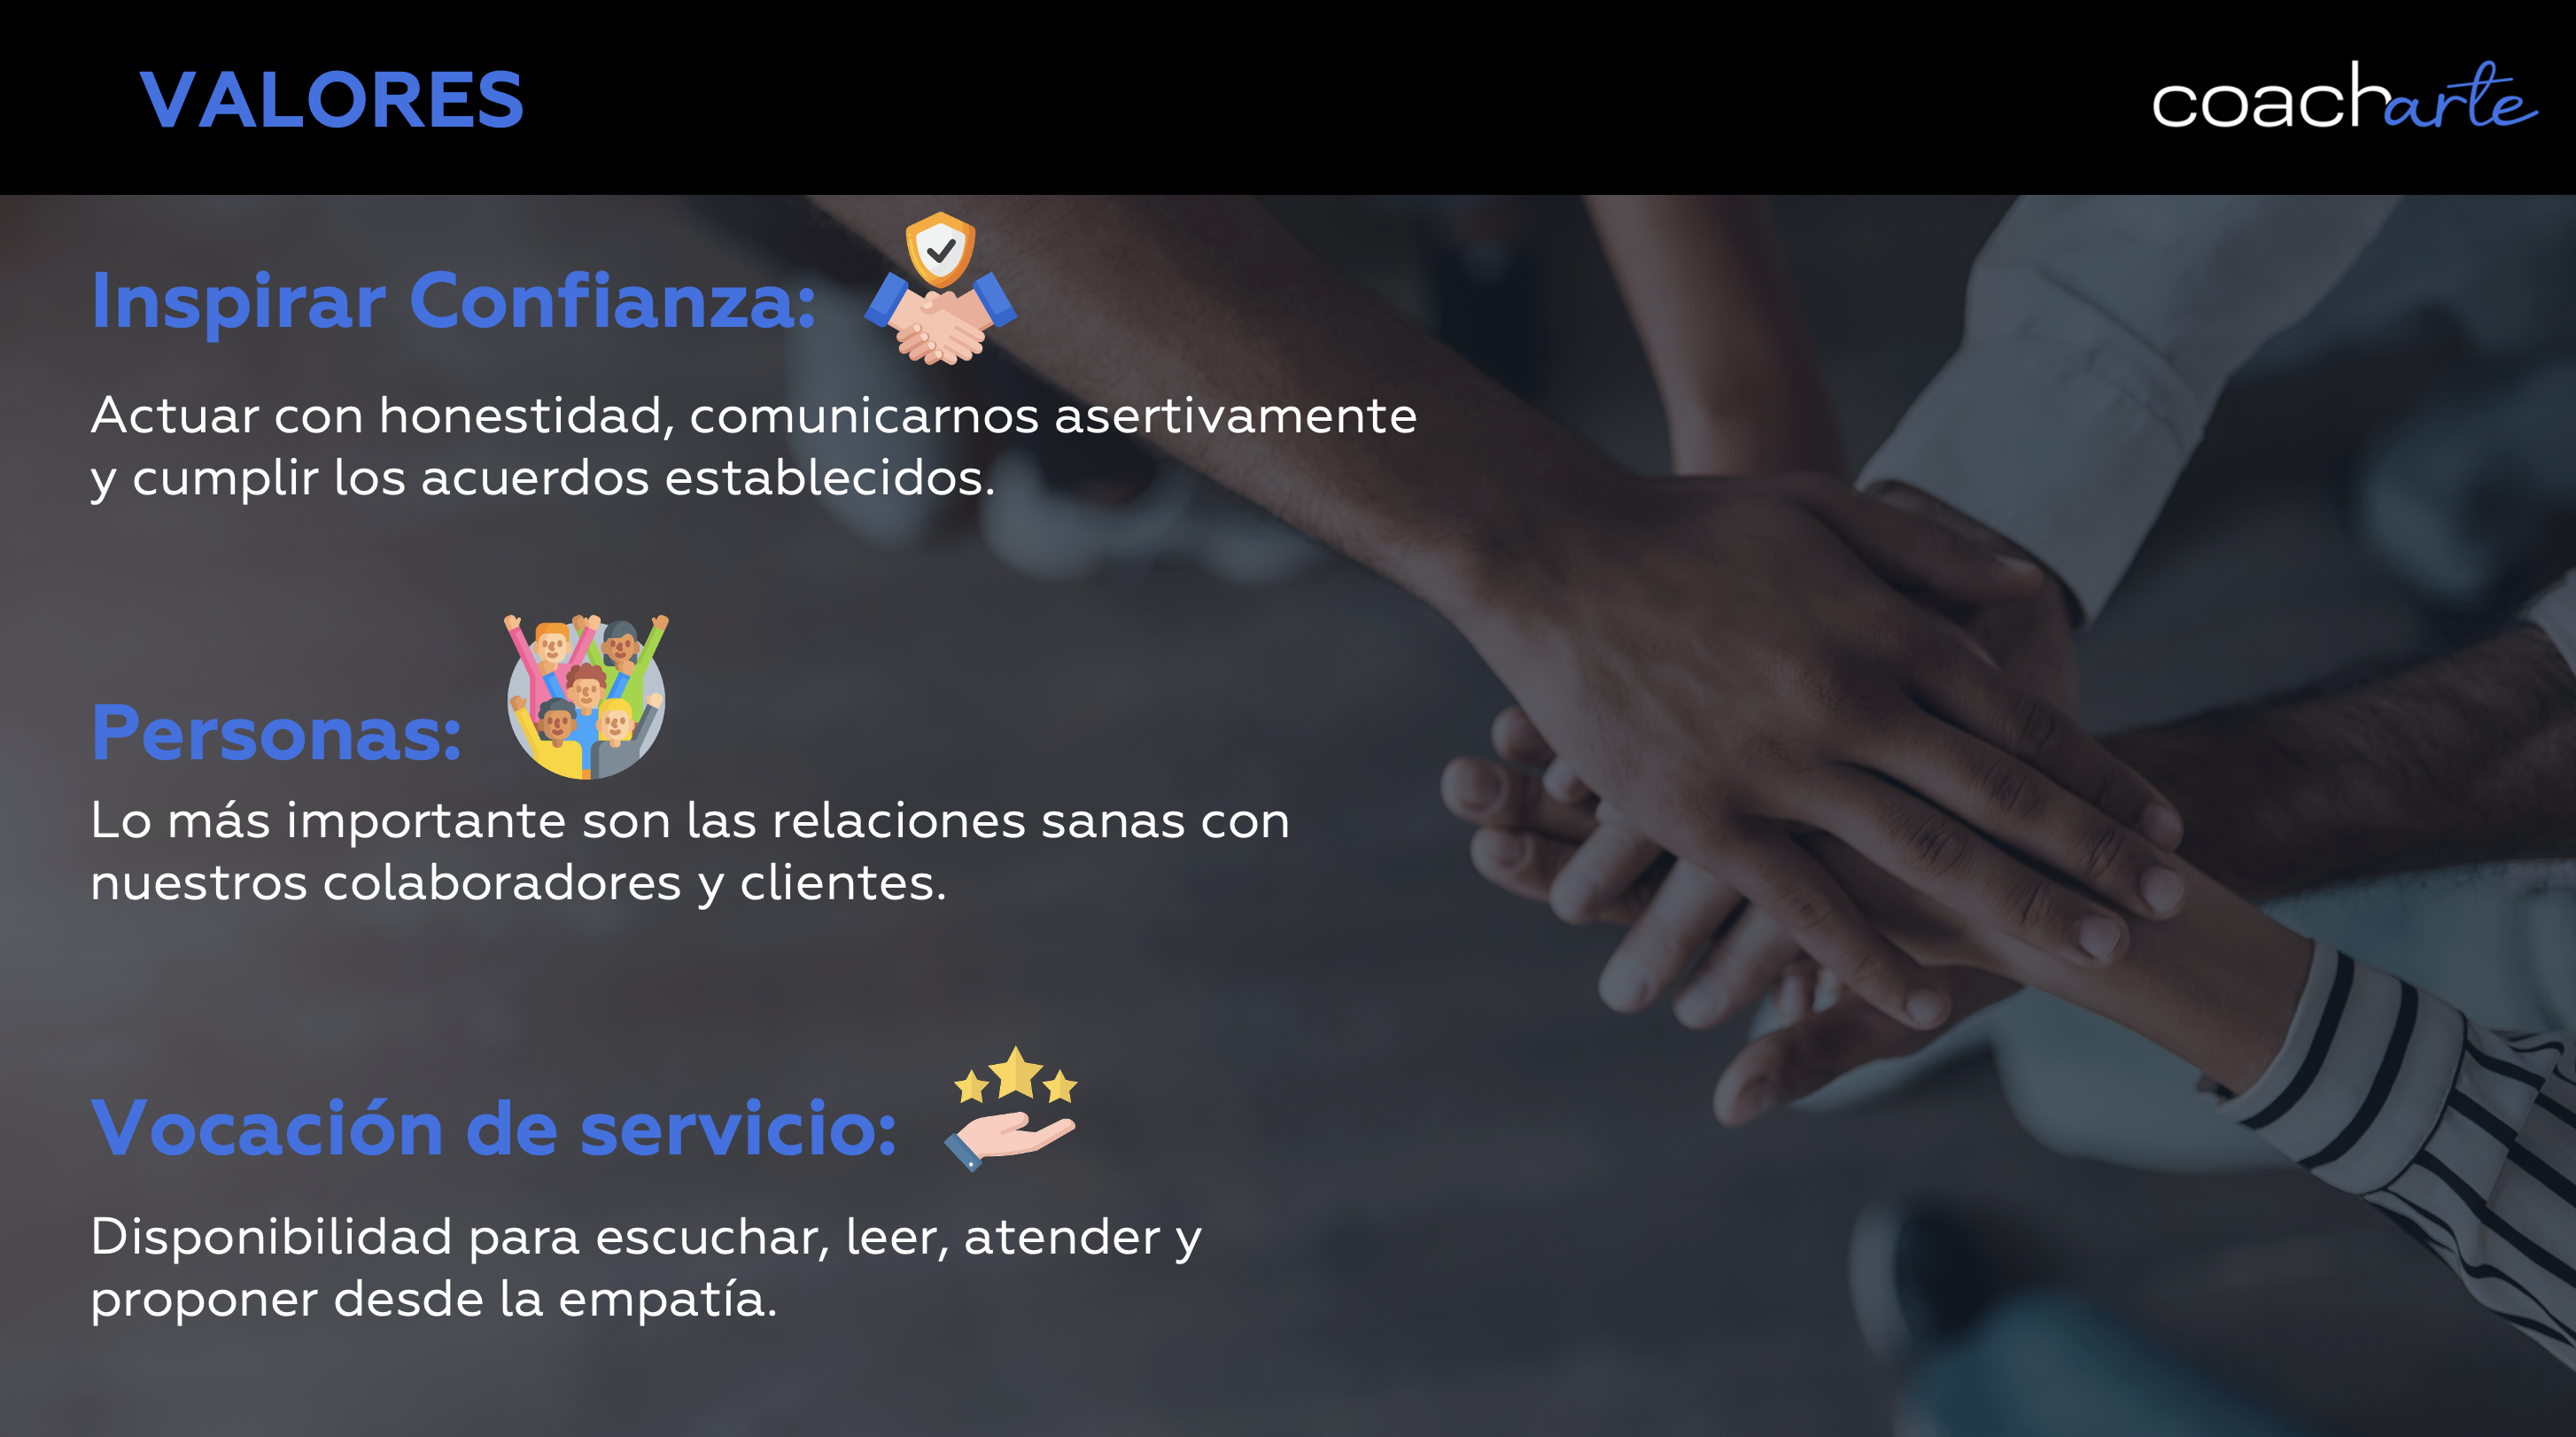 VALORES
coacharte
Inspirar Confianza:
Actuar con honestidad, comunicarnos asertivamente
y cumplir los acuerdos establecidos.
Personas:
Lo más importante son las relaciones sanas con
nuestros colaboradores y clientes.
Vocación de servicio:
Disponibilidad para escuchar, leer, atender y
proponer desde la empatía.